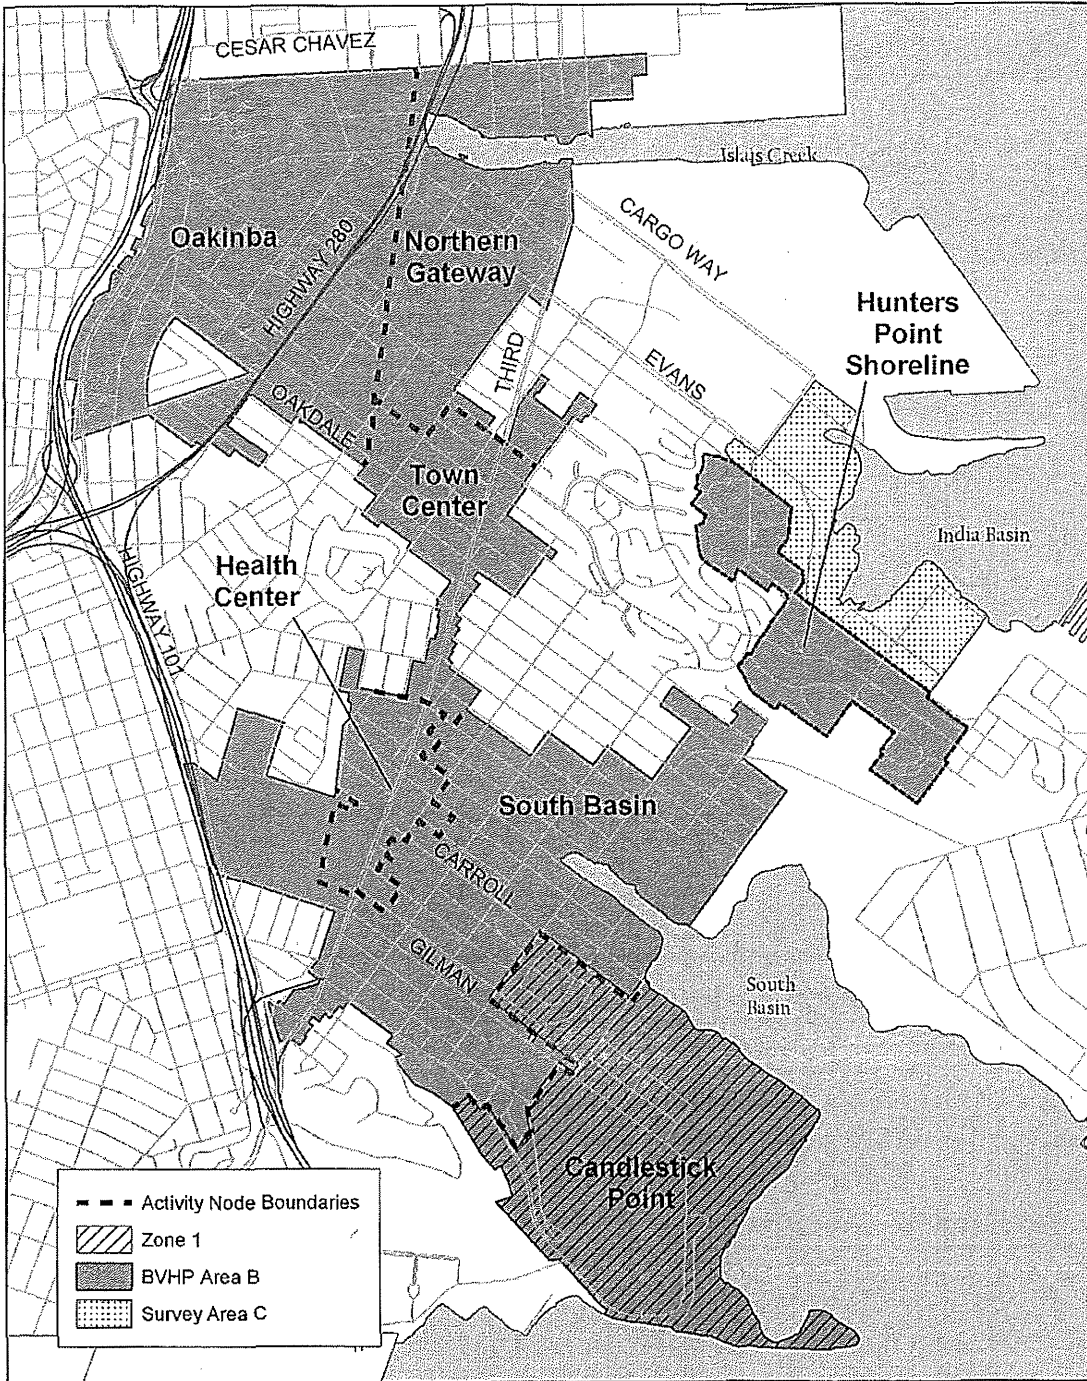 CESAR CHAVEZ
Islais Creek
Oakinba
HIGHWAY 280
Northern
Gateway
CARGO WAY
Hunters
Point
Shoreline
THIRD
EVANS
OAKDALE
Town
Center
India Basin
HIGHWAY 101
Health
Center
South Basin
CARROLL
GILMAN
South
Basin
Candlestick
Point
Activity Node Boundaries
Zone 1
BVHP Area B
Survey Area C